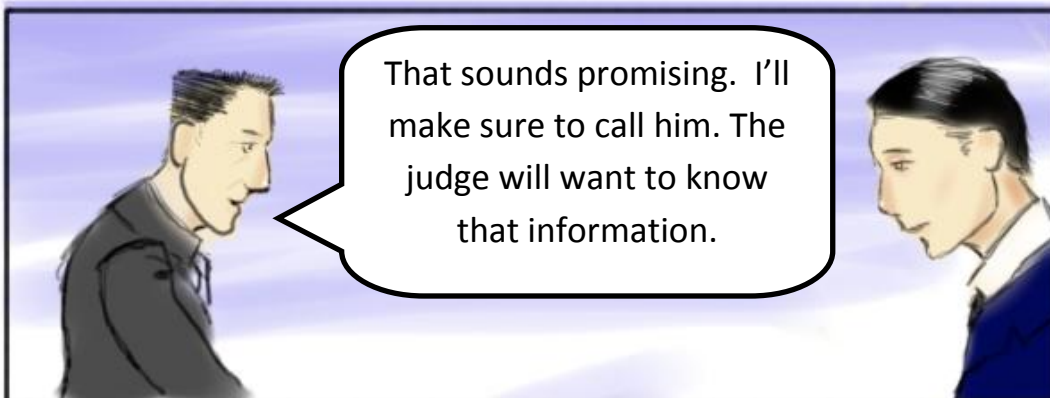 That sounds promising.  I’ll
make sure to call him. The
judge will want to know
that information.